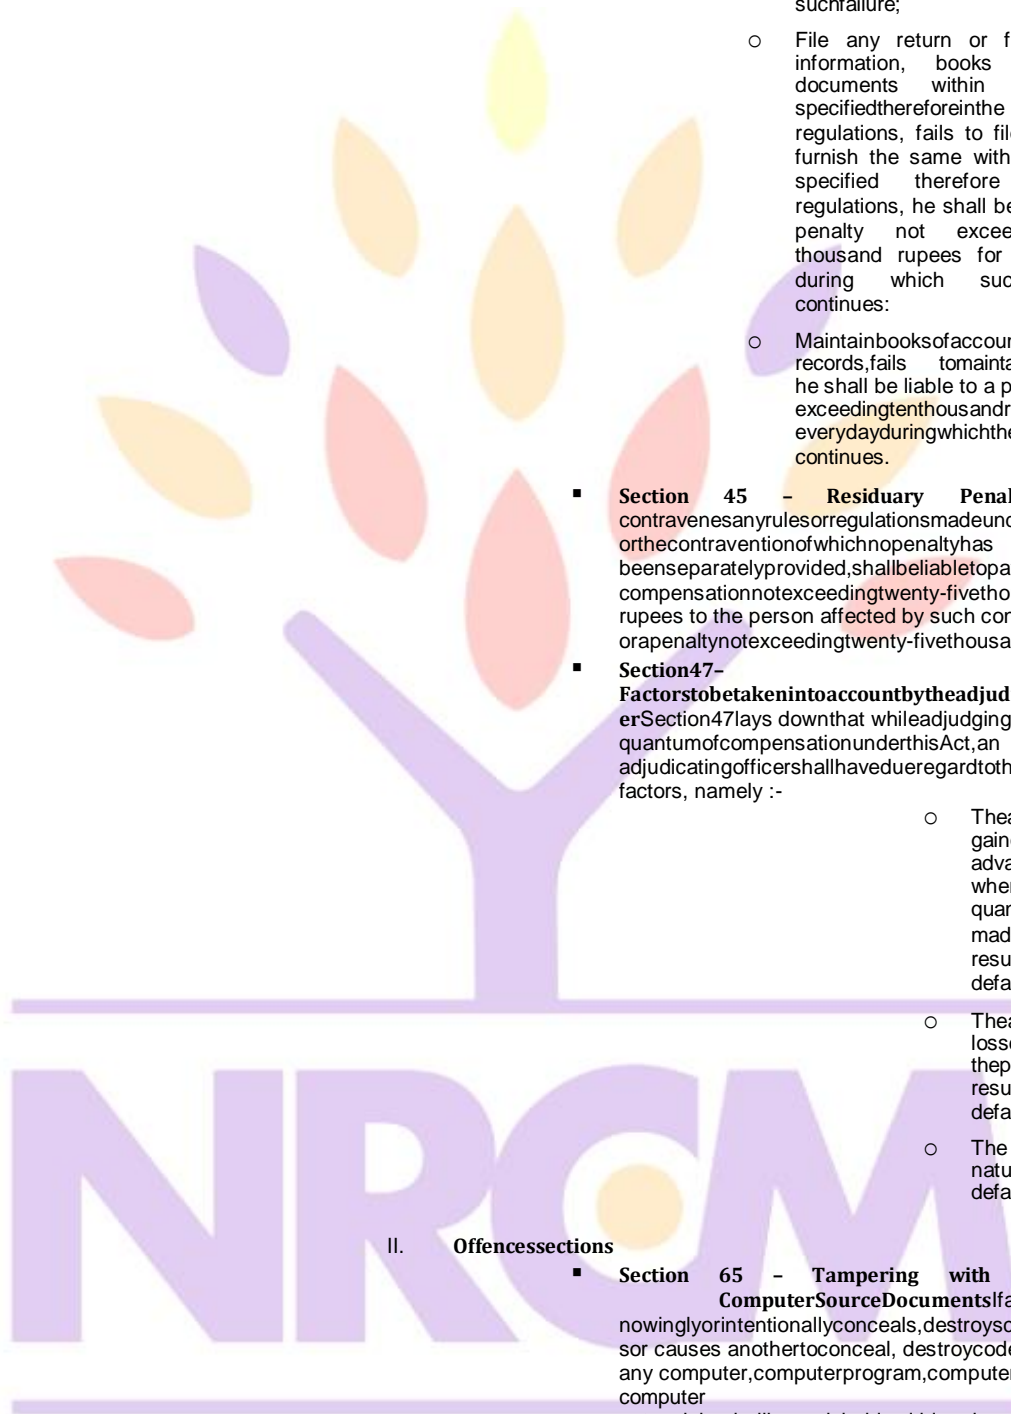 suchfailure;
o File any return or f
information, books
documents within
specifiedthereforeinthe
regulations, fails to file
furnish the same with
specified therefore
regulations, he shall be
penalty not excee
thousand rupees for
during which suc
continues:
o Maintainbooksofaccour
records,fails tomainta
he shall be liable to a p
exceedingtenthousandr
everydayduringwhichthe
continues.
▪ Section 45 – Residuary Penal
contravenesanyrulesorregulationsmadeund
orthecontraventionofwhichnopenaltyhas
beenseparatelyprovided,shallbeliabletopa
compensationnotexceedingtwenty-fivetho
rupees to the person affected by such con
orapenaltynotexceedingtwenty-fivethousa
▪ Section47–
Factorstobetakenintoaccountbytheadjud
erSection47lays downthat whileadjudging
quantumofcompensationunderthisAct,an
adjudicatingofficershallhavedueregardtoth
factors, namely :-
o Thea
gaine
adva
wher
quan
mad
resu
defa
o Thea
losse
thep
resu
defa
o The
natu
defa
NRCM
II. Offencessections
▪ Section 65 – Tampering with
ComputerSourceDocumentsIfa
nowinglyorintentionallyconceals,destroyso
sor causes anothertoconceal, destroycode
any computer,computerprogram,computer
computer